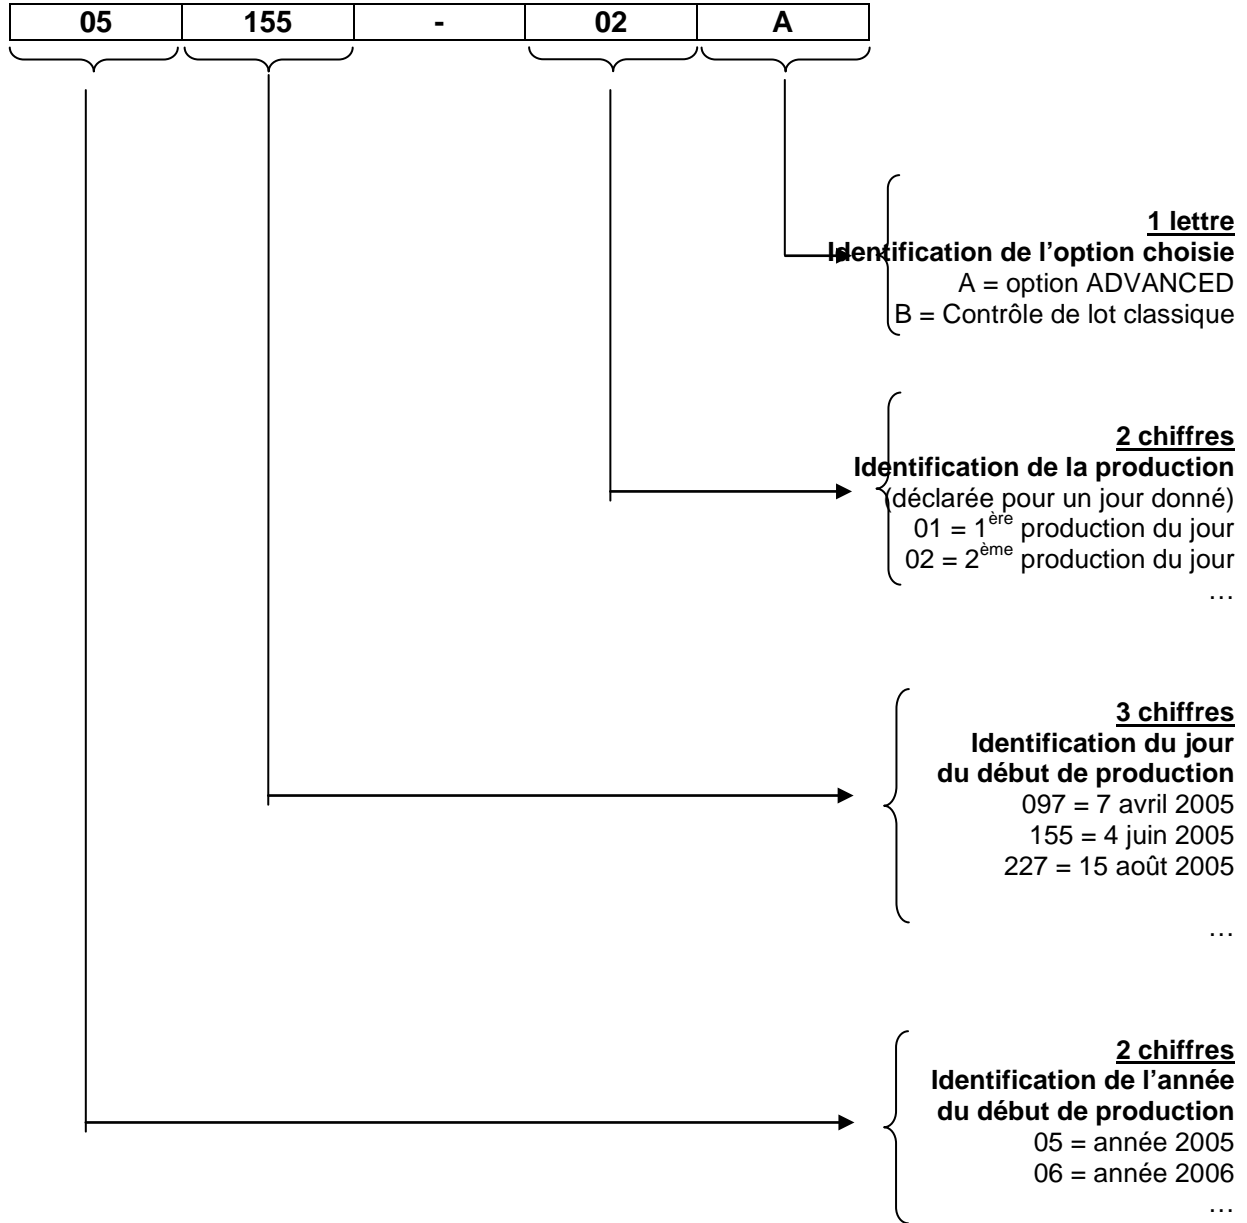 05 155 - 02 A
1 lettre
Identification de l’option choisie
A = option ADVANCED
B = Contrôle de lot classique
2 chiffres
Identification de la production
(déclarée pour un jour donné)
01 = 1ère production du jour
02 = 2ème production du jour
…
3 chiffres
Identification du jour
du début de production
097 = 7 avril 2005
155 = 4 juin 2005
227 = 15 août 2005
…
2 chiffres
Identification de l’année
du début de production
05 = année 2005
06 = année 2006
…